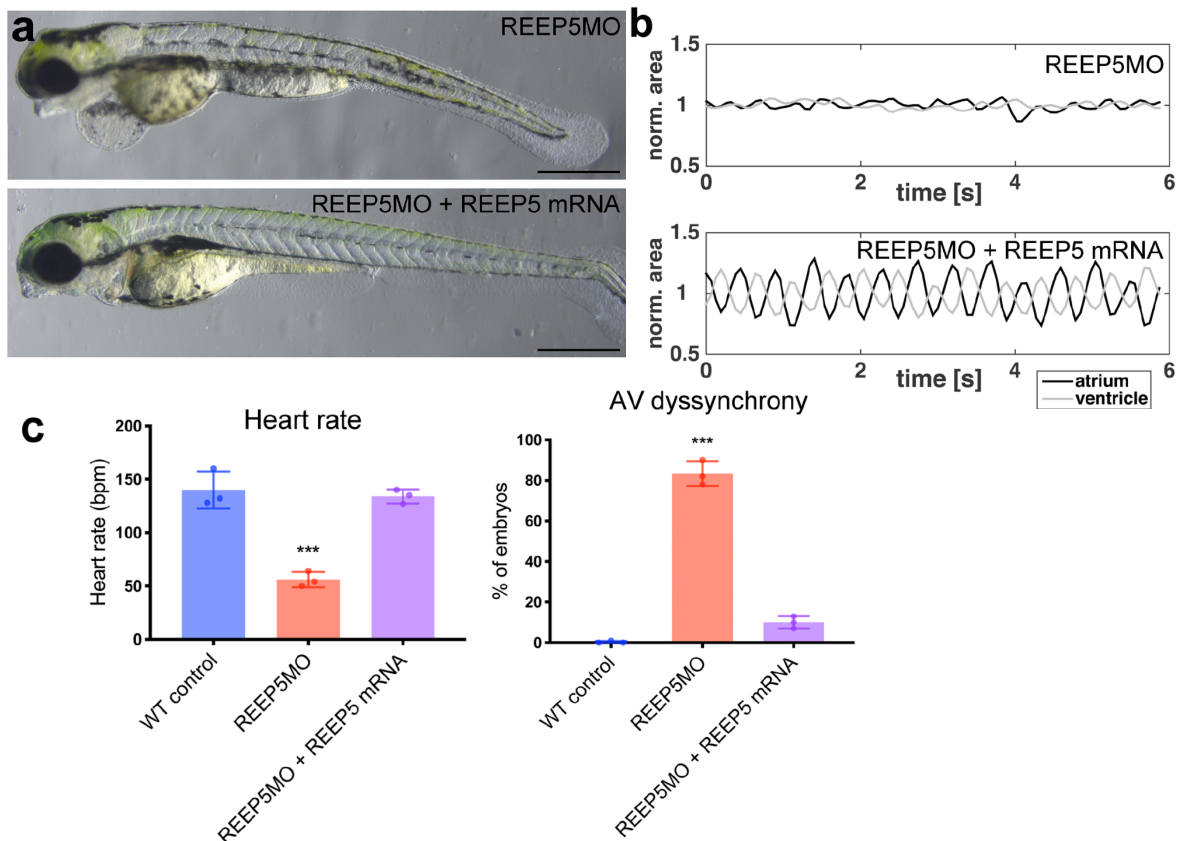 a
REEP5MO
REEP5MO + REEP5 mRNA
b
1.5
REEP5MO
norm. area
1
0.5
0
2
4
6
time [s]
1.5
REEP5MO + REEP5 mRNA
norm. area
1
0.5
0
2
4
6
time [s]
atrium
ventricle
c
Heart rate
200
150
100
50
0
Heart rate (bpm)
***
WT control
REEP5MO
REEP5MO + REEP5 mRNA
AV dyssynchrony
100
80
60
40
20
0
% of embryos
***
WT control
REEP5MO
REEP5MO + REEP5 mRNA